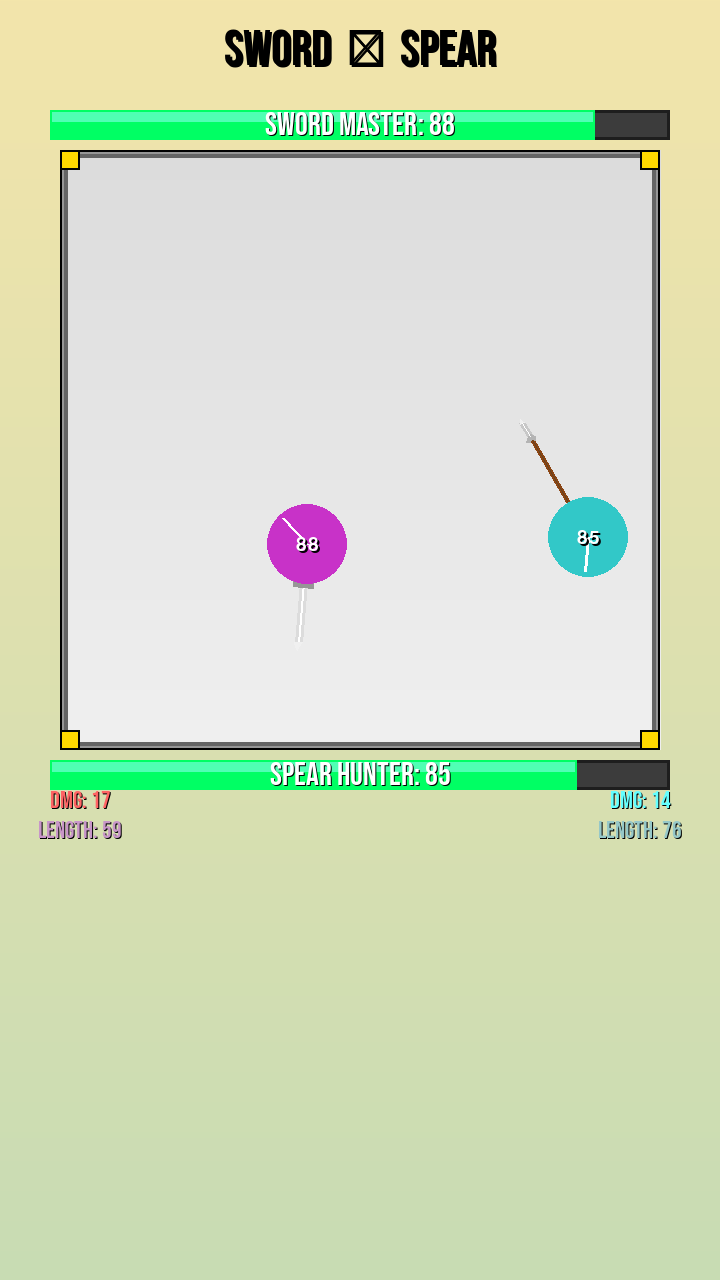 SWORD ☒ SPEAR
SWORD MASTER: 88
88
85
SPEAR HUNTER: 85
DMG: 17
DMG: 14
LENGTH: 59
LENGTH: 76